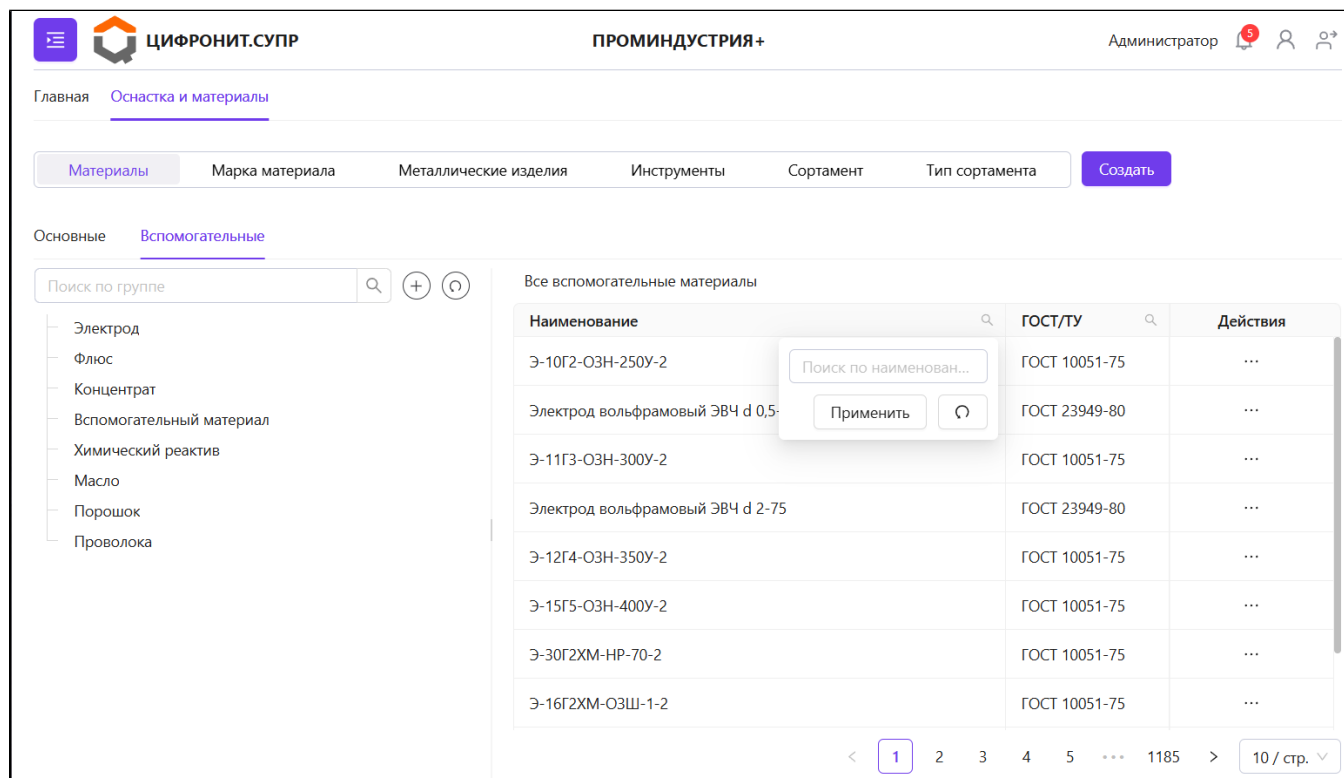 ЦИФРОНИТ.СУПР ПРОМИНДУСТРИЯ+ Администратор 5
Главная Оснастка и материалы
Материалы Марка материала Металлические изделия Инструменты Сортамент Тип сортамента Создать
Основные Вспомогательные
Поиск по группе
Электрод
Флюс
Концентрат
Вспомогательный материал
Химический реактив
Масло
Порошок
Проволока
Все вспомогательные материалы
Наименование ГОСТ/ТУ Действия
Э-10Г2-ОЗН-250У-2 ГОСТ 10051-75 ...
Поиск по наименован...
Электрод вольфрамовый ЭВЧ d 0,5- ГОСТ 23949-80 ...
Применить
Э-11Г3-ОЗН-300У-2 ГОСТ 10051-75 ...
Электрод вольфрамовый ЭВЧ d 2-75 ГОСТ 23949-80 ...
Э-12Г4-ОЗН-350У-2 ГОСТ 10051-75 ...
Э-15Г5-ОЗН-400У-2 ГОСТ 10051-75 ...
Э-30Г2ХМ-НР-70-2 ГОСТ 10051-75 ...
Э-16Г2ХМ-ОЗШ-1-2 ГОСТ 10051-75 ...
< 1 2 3 4 5 ... 1185 > 10 / стр.